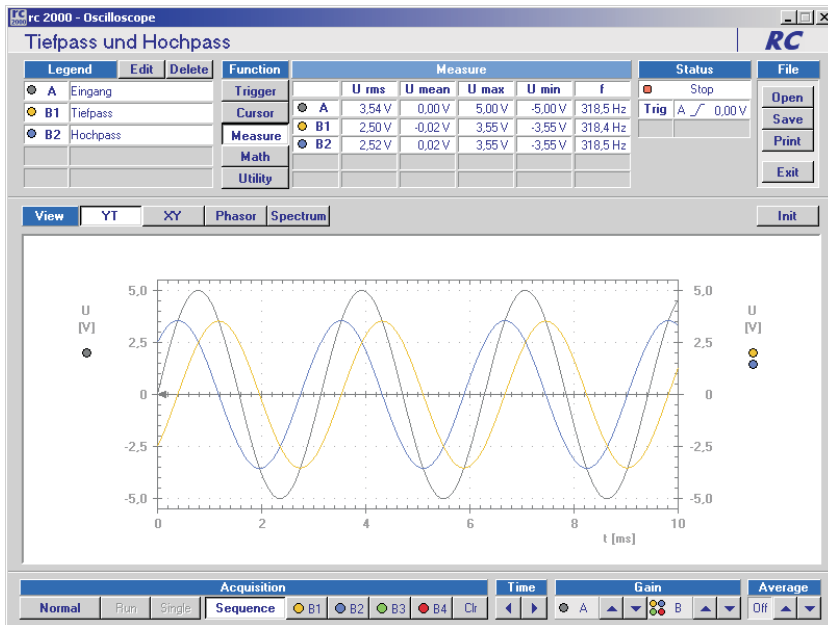 rc 2000 - Oscilloscope
Tiefpass und Hochpass
RC
Legend Edit Delete Function Measure Status File
A Eingang Trigger U rms U mean U max U min f Stop Open
B1 Tiefpass Cursor A 3,54 V 0,00 V 5,00 V -5,00 V 318,5 Hz Trig A 0,00 V Save
B2 Hochpass Measure B1 2,50 V -0,02 V 3,55 V -3,55 V 318,4 Hz Print
Math B2 2,52 V 0,02 V 3,55 V -3,55 V 318,5 Hz
Utility Exit
View YT XY Phasor Spectrum Init
5,0 5,0
U U
[V] [V]
2,5 2,5
0 0
-2,5 -2,5
-5,0 -5,0
0 2 4 6 8 10
t [ms]
Acquisition Time Gain Average
Normal Run Single Sequence B1 B2 B3 B4 Clr A B Off